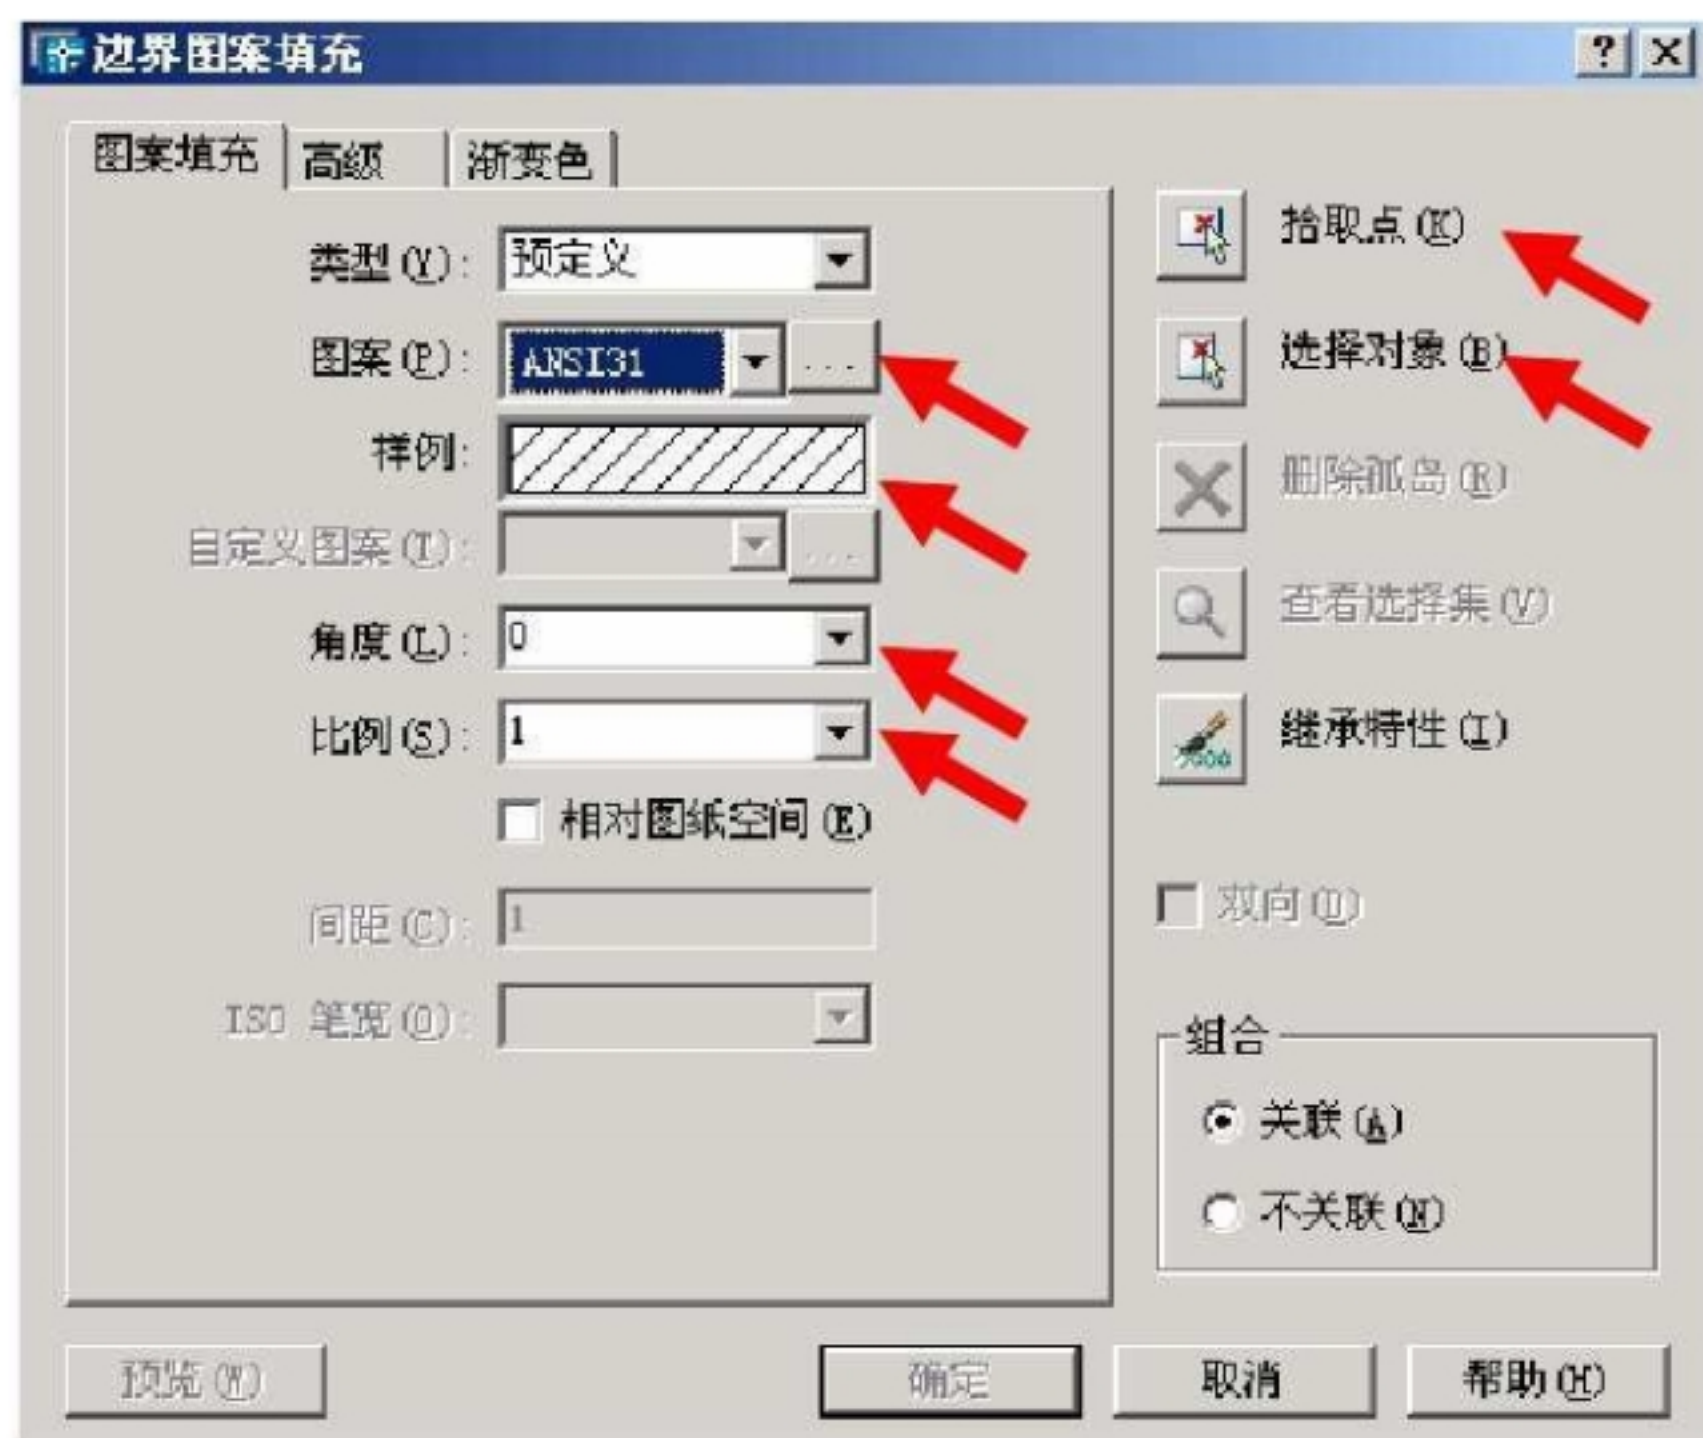 边界图案填充
图案填充 高级 渐变色
类型(Y): 预定义
图案(P): ANSI31 ...
样例:
自定义图案(T): ...
角度(L): 0
比例(S): 1
相对图纸空间(E)
间距(C): 1
ISO 笔宽(O):
拾取点(K)
选择对象(B)
删除孤岛(R)
查看选择集(V)
继承特性(I)
双向(U)
组合
关联(A)
不关联(N)
预览(W) 确定 取消 帮助(H)